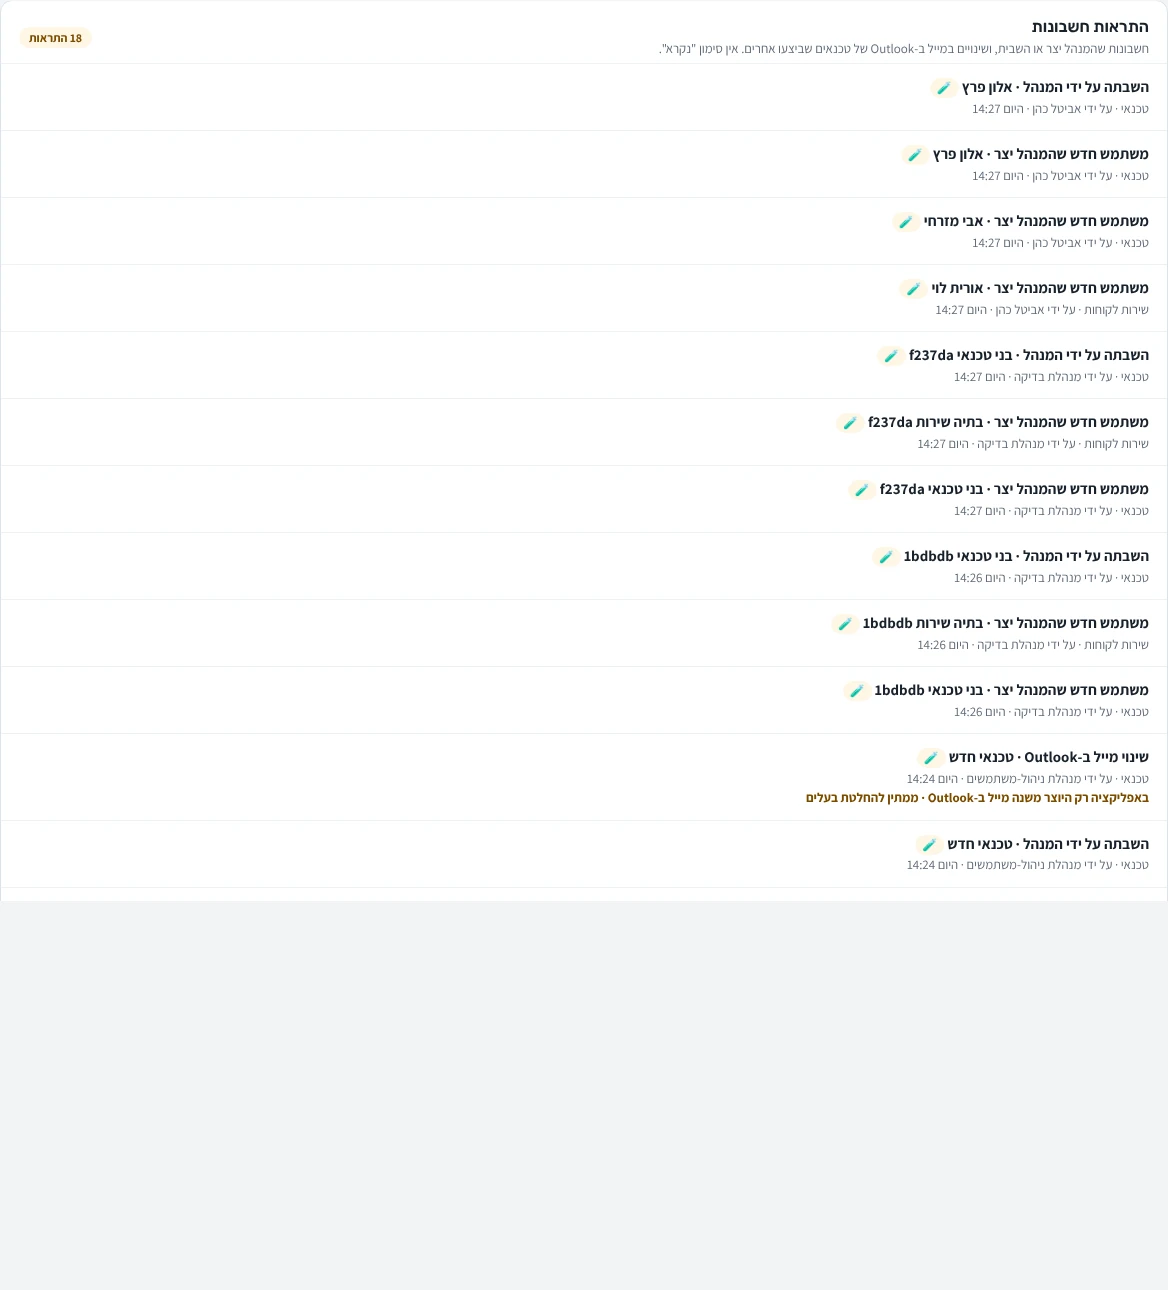 התראות חשבונות
18 התראות
חשבונות שהמנהל יצר או השבית, ושינויים במייל ב-Outlook של טכנאים שביצעו אחרים. אין סימון "נקרא".
השבתה על ידי המנהל · אלון פרץ
טכנאי · על ידי אביטל כהן · היום 14:27
משתמש חדש שהמנהל יצר · אלון פרץ
טכנאי · על ידי אביטל כהן · היום 14:27
משתמש חדש שהמנהל יצר · אבי מזרחי
טכנאי · על ידי אביטל כהן · היום 14:27
משתמש חדש שהמנהל יצר · אורית לוי
שירות לקוחות · על ידי אביטל כהן · היום 14:27
השבתה על ידי המנהל · בני טכנאי f237da
טכנאי · על ידי מנהלת בדיקה · היום 14:27
משתמש חדש שהמנהל יצר · בתיה שירות f237da
שירות לקוחות · על ידי מנהלת בדיקה · היום 14:27
משתמש חדש שהמנהל יצר · בני טכנאי f237da
טכנאי · על ידי מנהלת בדיקה · היום 14:27
השבתה על ידי המנהל · בני טכנאי 1bdbdb
טכנאי · על ידי מנהלת בדיקה · היום 14:26
משתמש חדש שהמנהל יצר · בתיה שירות 1bdbdb
שירות לקוחות · על ידי מנהלת בדיקה · היום 14:26
משתמש חדש שהמנהל יצר · בני טכנאי 1bdbdb
טכנאי · על ידי מנהלת בדיקה · היום 14:26
שינוי מייל ב-Outlook · טכנאי חדש
טכנאי · על ידי מנהלת ניהול-משתמשים · היום 14:24
באפליקציה רק היוצר משנה מייל ב-Outlook · ממתין להחלטת בעלים
השבתה על ידי המנהל · טכנאי חדש
טכנאי · על ידי מנהלת ניהול-משתמשים · היום 14:24